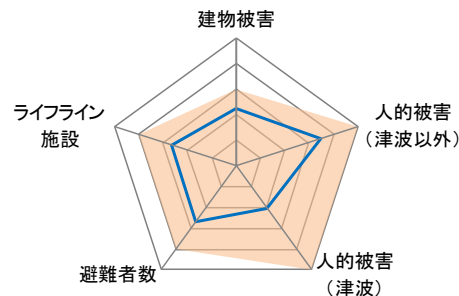 建物被害
ライフライン
施設
人的被害
（津波以外）
避難者数
人的被害
（津波）